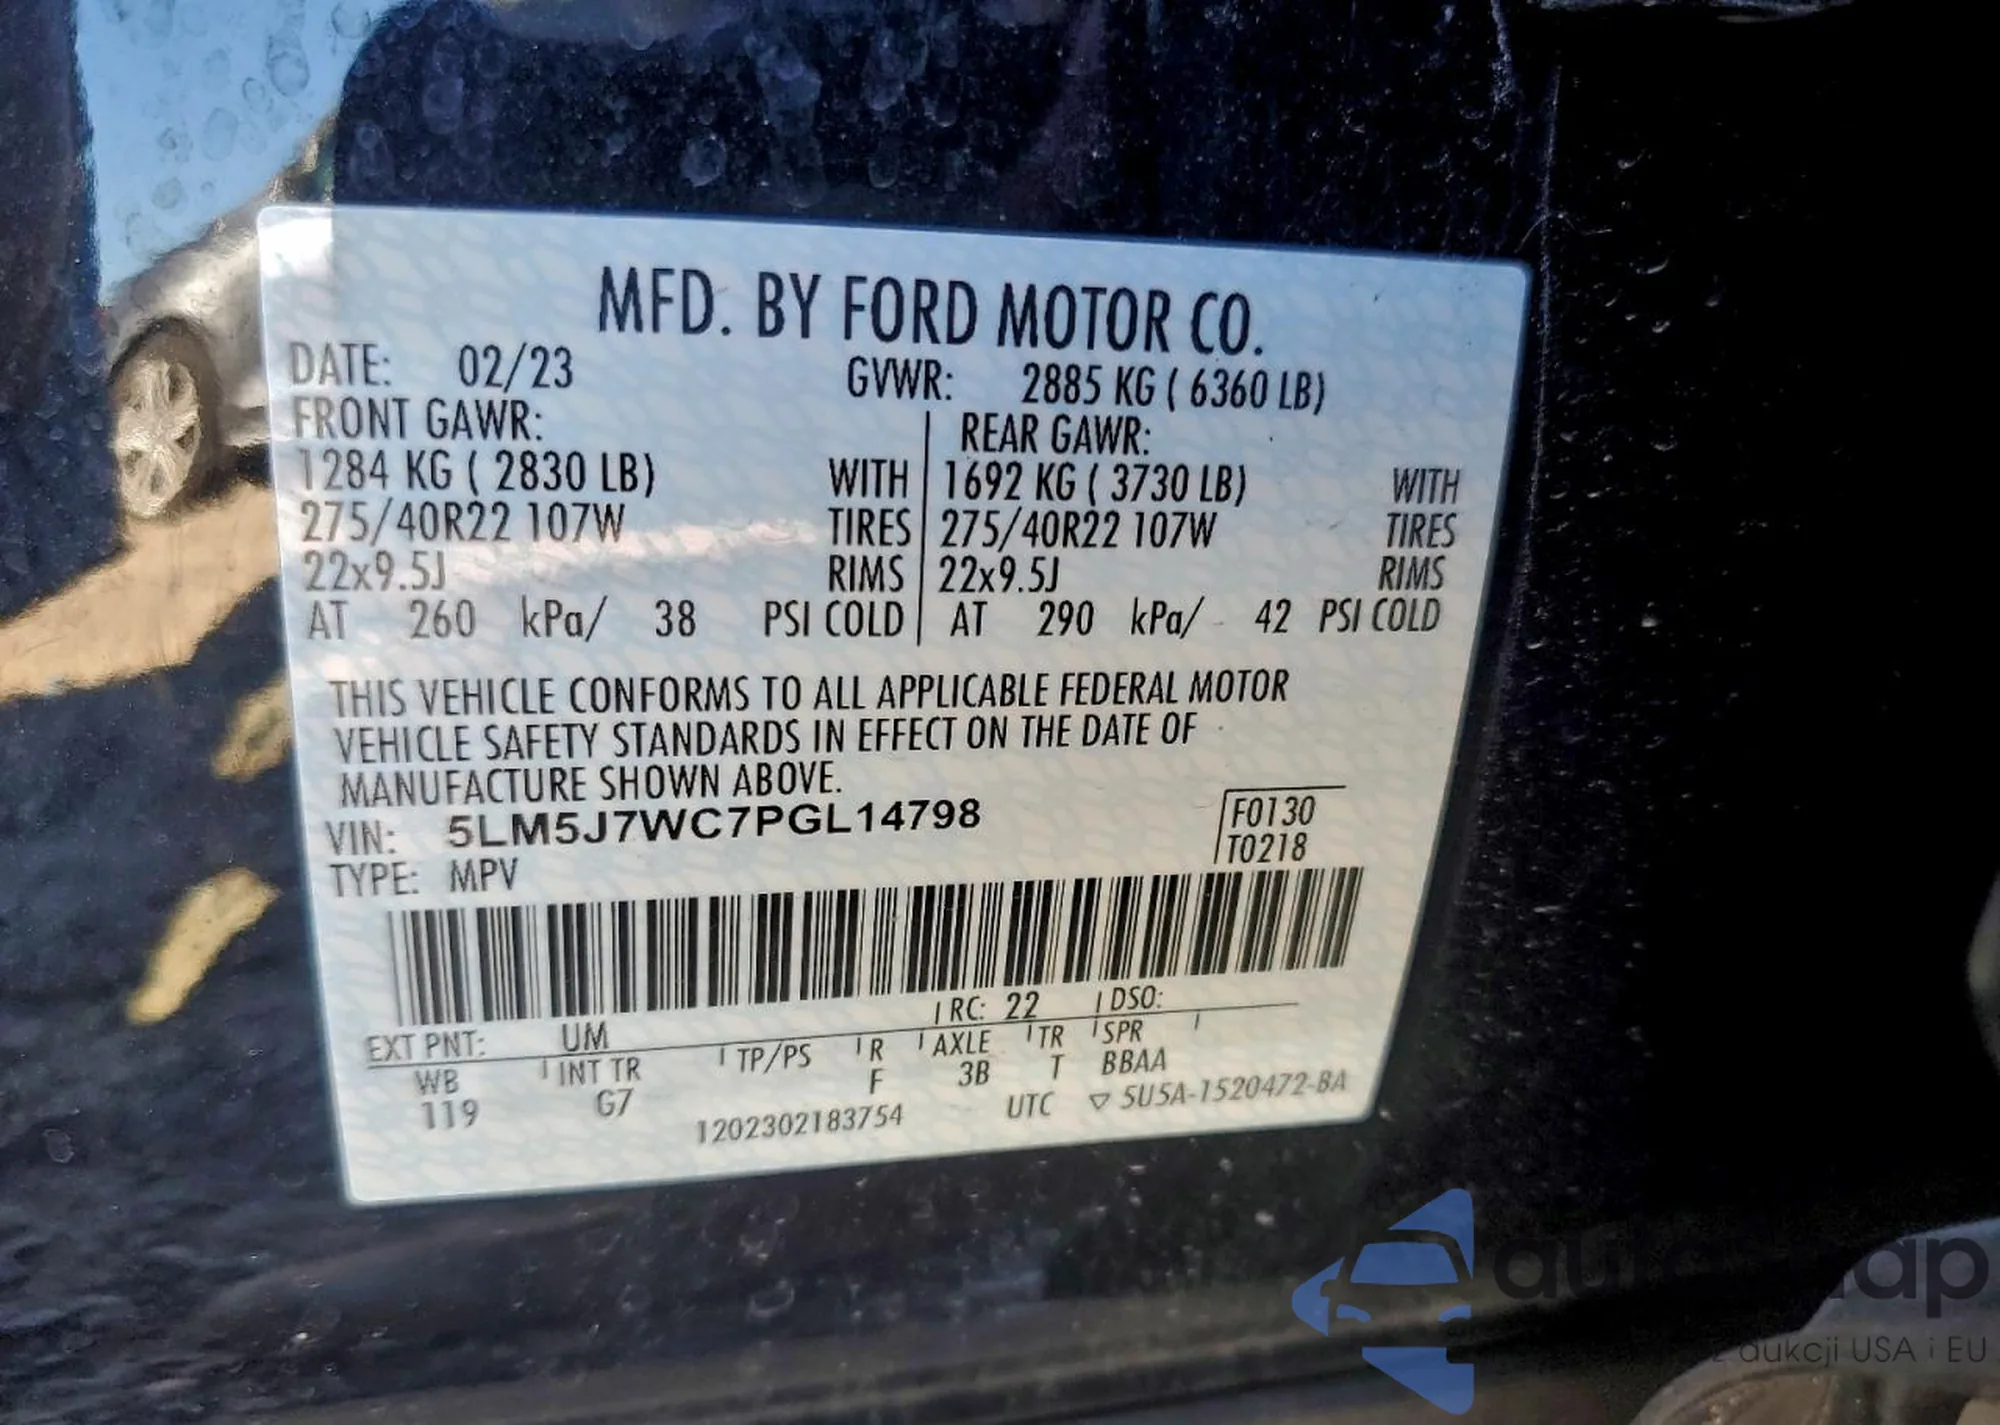 MFD. BY FORD MOTOR CO.
DATE: 02/23 GVWR: 2885 KG ( 6360 LB)
FRONT GAWR: REAR GAWR:
1284 KG ( 2830 LB) WITH 1692 KG ( 3730 LB) WITH
275/40R22 107W TIRES 275/40R22 107W TIRES
22x9.5J RIMS 22x9.5J RIMS
AT 260 kPa/ 38 PSI COLD AT 290 kPa/ 42 PSI COLD
THIS VEHICLE CONFORMS TO ALL APPLICABLE FEDERAL MOTOR
VEHICLE SAFETY STANDARDS IN EFFECT ON THE DATE OF
MANUFACTURE SHOWN ABOVE.
VIN: 5LM5J7WC7PGL14798 F0130
TYPE: MPV T0218
EXT PNT: UM RC: 22 DSO:
WB INT TR TP/PS R AXLE TR SPR
119 G7 F 3B T BBAA
1202302183754 UTC ▽ 5U5A-1520472-BA
aukcji USA i EU